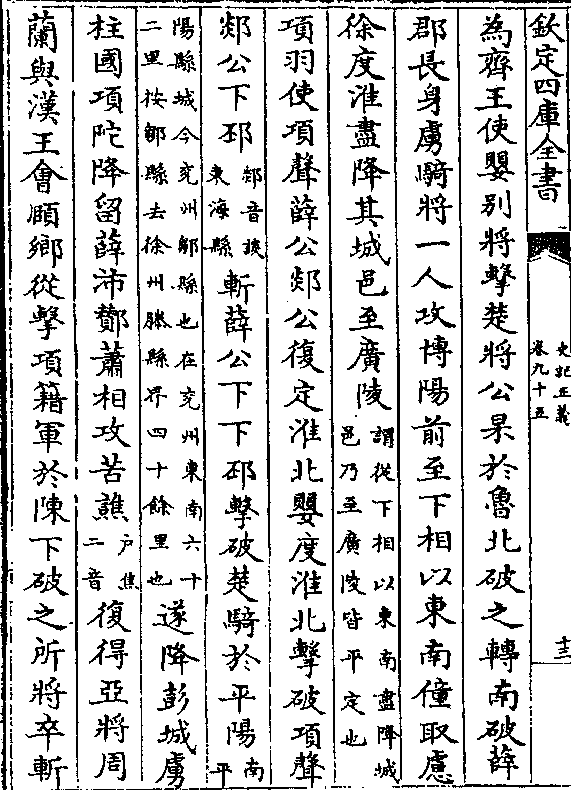 欽定四庫全書
史記正義
卷九十五
十三
為齊王使嬰别將擊楚將公杲於魯北破之轉南破薛
郡長身虜騎將一人攻博陽前至下相以東南僮取慮
徐度淮盡降其城邑至廣陵
謂從下相以東南盡降城
邑乃至廣陵皆平定也
項羽使項聲薛公郯公復定淮北嬰度淮北擊破項聲
郯公下邳
郯音談
東海縣
斬薛公下下邳擊破楚騎於平陽
南平
陽縣城今兖州鄒縣也在兖州東南六十
二里按鄒縣去徐州滕縣界四十餘里也
遂降彭城虜
柱國項陀降留薛沛酇蕭相攻苦譙
戶焦
二音
復得亞將周
蘭與漢王會頤鄉從擊項籍軍於陳下破之所將卒斬